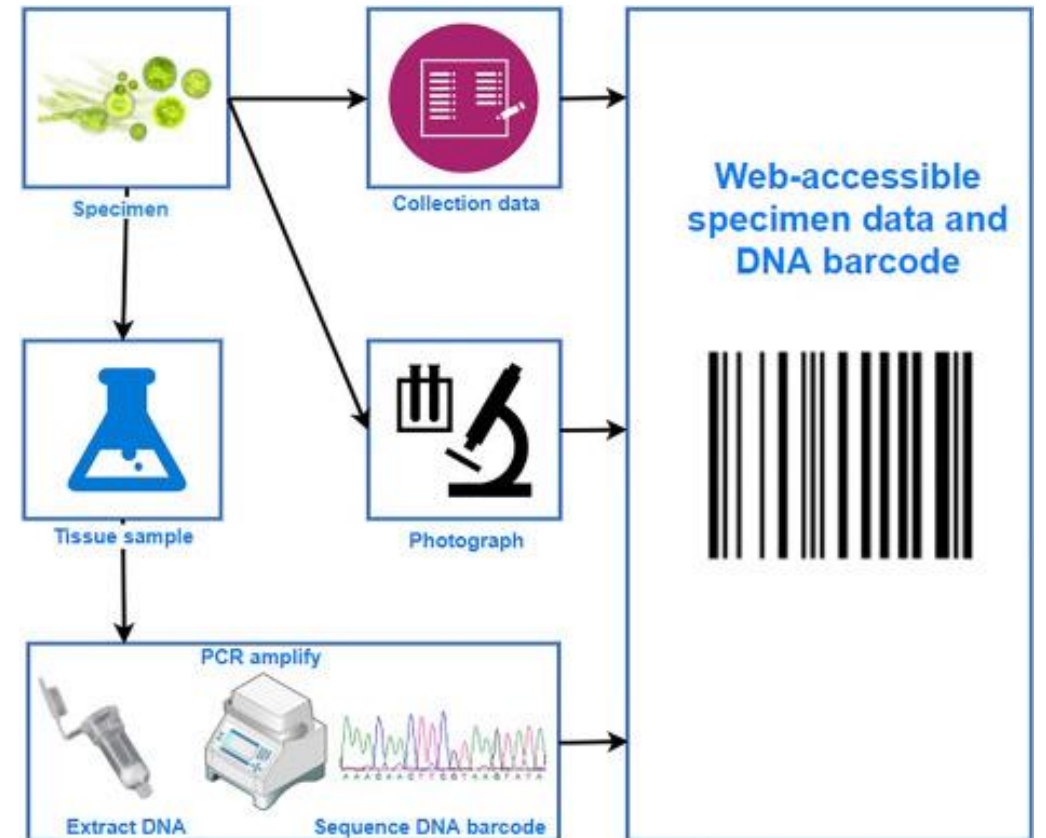 Specimen
Collection data
Web-accessible
specimen data and
DNA barcode
Tissue sample
Photograph
PCR amplify
Extract DNA
Sequence DNA barcode